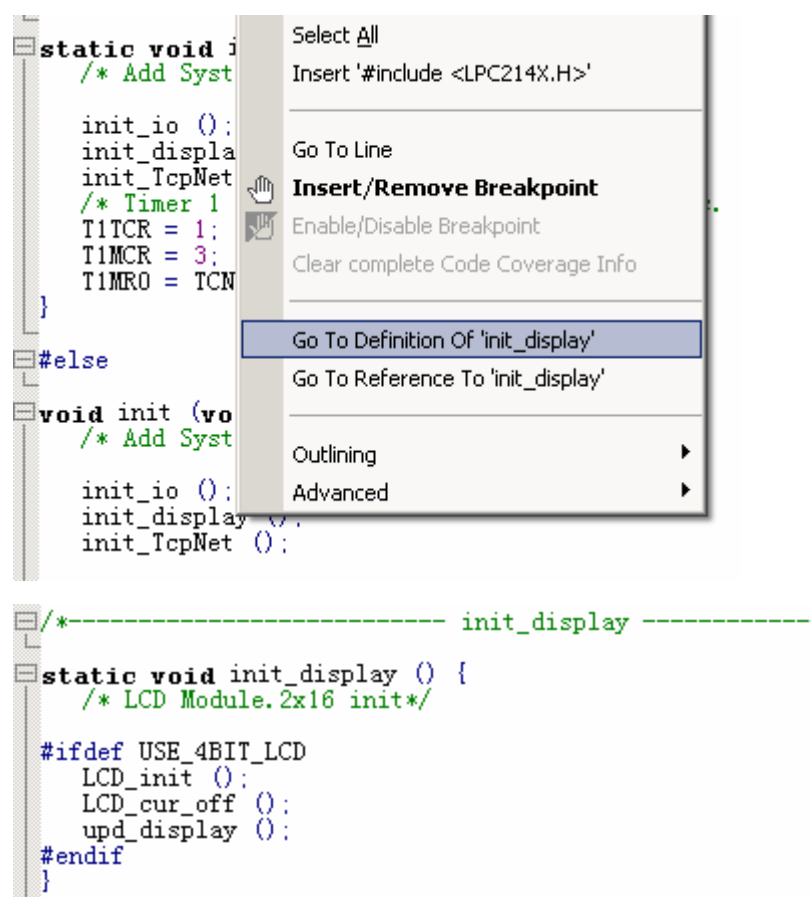 Select All
static void i
Insert '#include <LPC214X.H>'
/* Add Syst
init_io ();
Go To Line
init_displa
init_TcpNet
Insert/Remove Breakpoint
/* Timer 1
Enable/Disable Breakpoint
T1TCR = 1;
T1MCR = 3;
Clear complete Code Coverage Info
T1MR0 = TCN
}
Go To Definition Of 'init_display'
#else
Go To Reference To 'init_display'
void init (vo
/* Add Syst
Outlining
init_io ();
Advanced
init_display ();
init_TcpNet ();
/*--------------------------- init_display ------------
static void init_display () {
/* LCD Module.2x16 init*/
#ifdef USE_4BIT_LCD
LCD_init ();
LCD_cur_off ();
upd_display ();
#endif
}